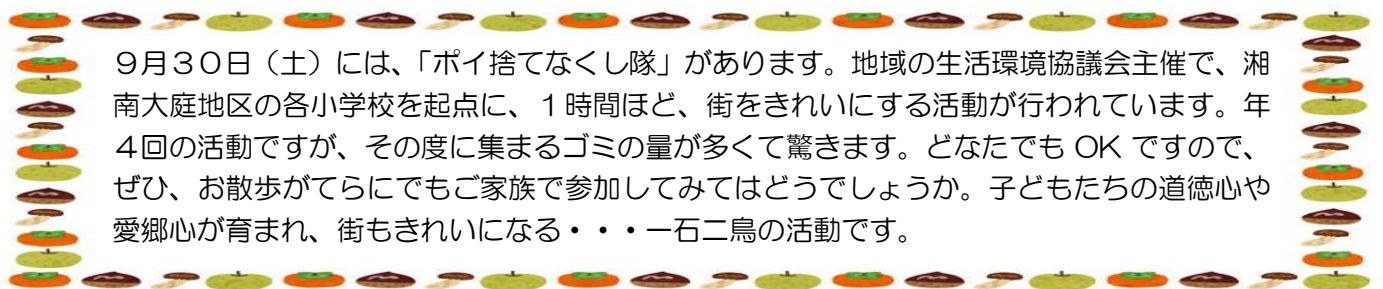 ９月３０日（土）には、「ポイ捨てなくし隊」があります。地域の生活環境協議会主催で、湘
南大庭地区の各小学校を起点に、１時間ほど、街をきれいにする活動が行われています。年
４回の活動ですが、その度に集まるゴミの量が多くて驚きます。どなたでも OK ですので、
ぜひ、お散歩がてらにでもご家族で参加してみてはどうでしょうか。子どもたちの道徳心や
愛郷心が育まれ、街もきれいになる・・・一石二鳥の活動です。